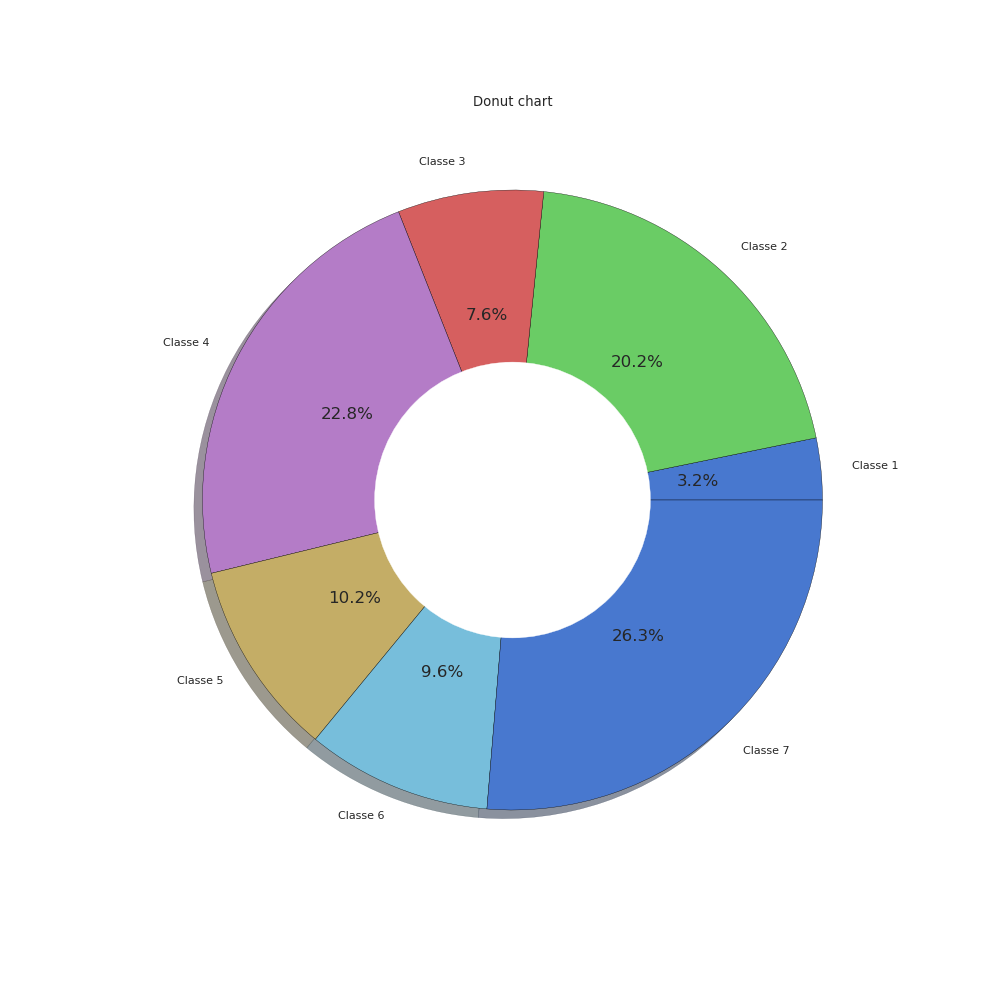 Donut chart
Classe 3
Classe 2
7.6%
Classe 4
20.2%
22.8%
Classe 1
3.2%
10.2%
26.3%
9.6%
Classe 5
Classe 7
Classe 6